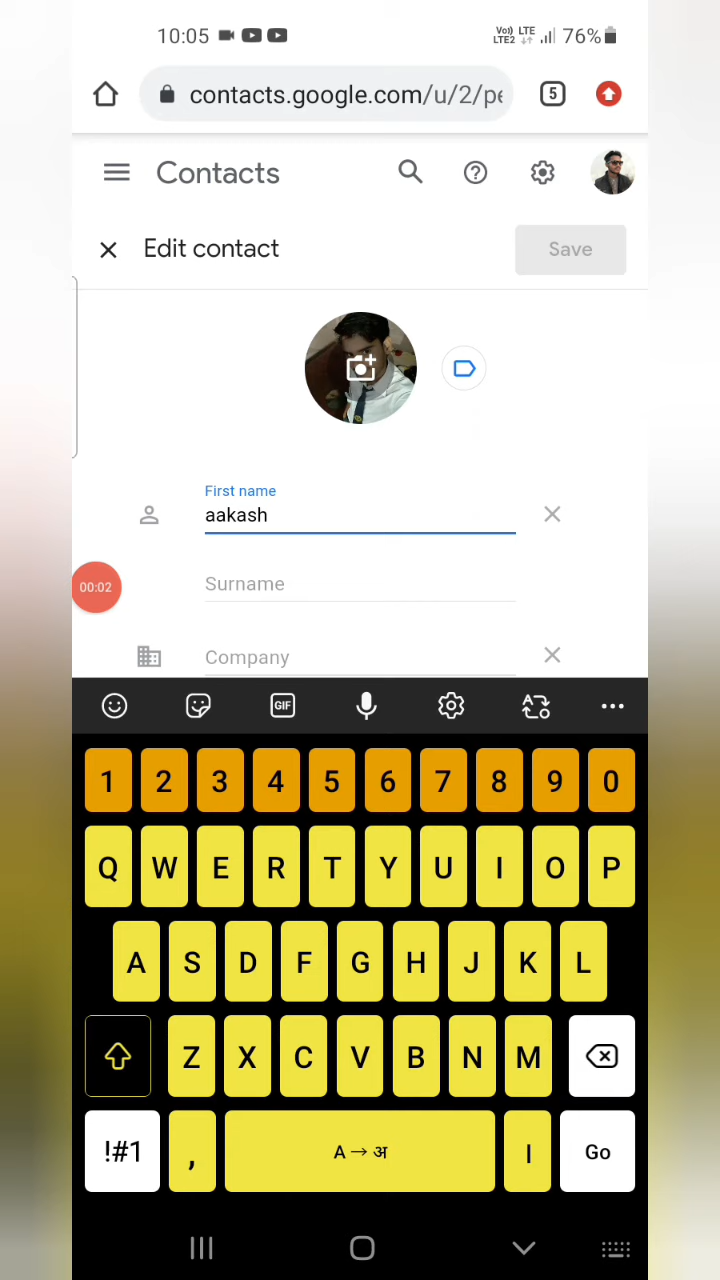 10:05 Vo)) LTE2 LTE 76%
contacts.google.com/u/2/pe 5
Contacts
Edit contact Save
First name
aakash
00:02
Surname
Company
GIF
1 2 3 4 5 6 7 8 9 0
Q W E R T Y U I O P
A S D F G H J K L
Z X C V B N M
!#1 , A → अ | Go